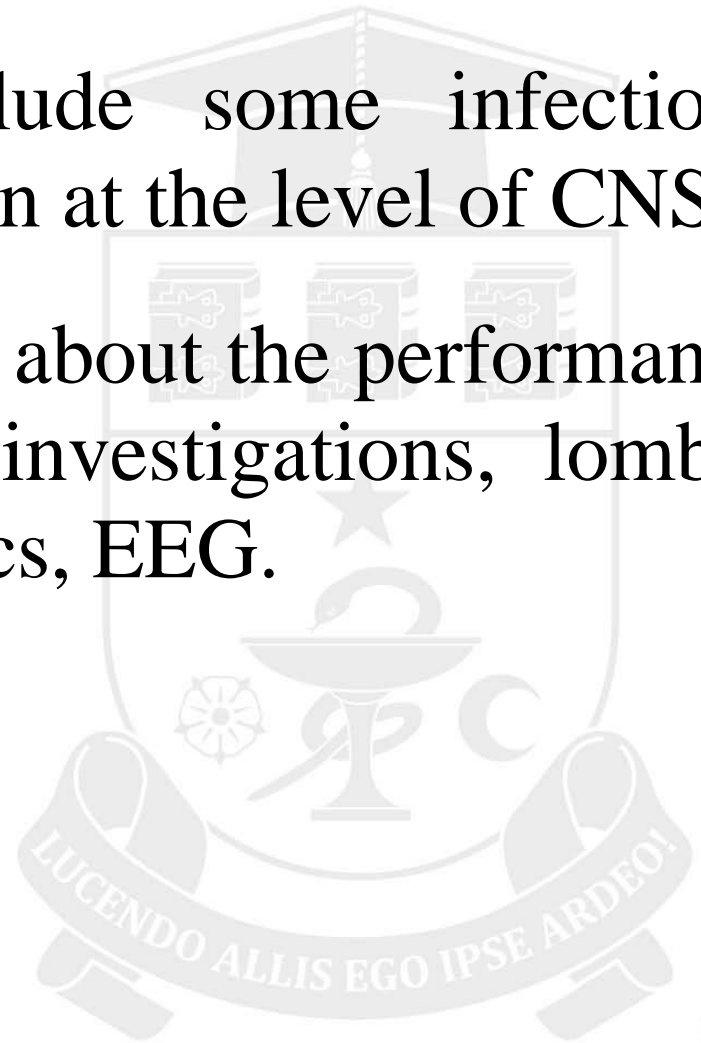 lude some infectio
n at the level of CNS
about the performan
investigations, lomb
cs, EEG.
LUCENDO ALLIS EGO IPSE ARDEO!